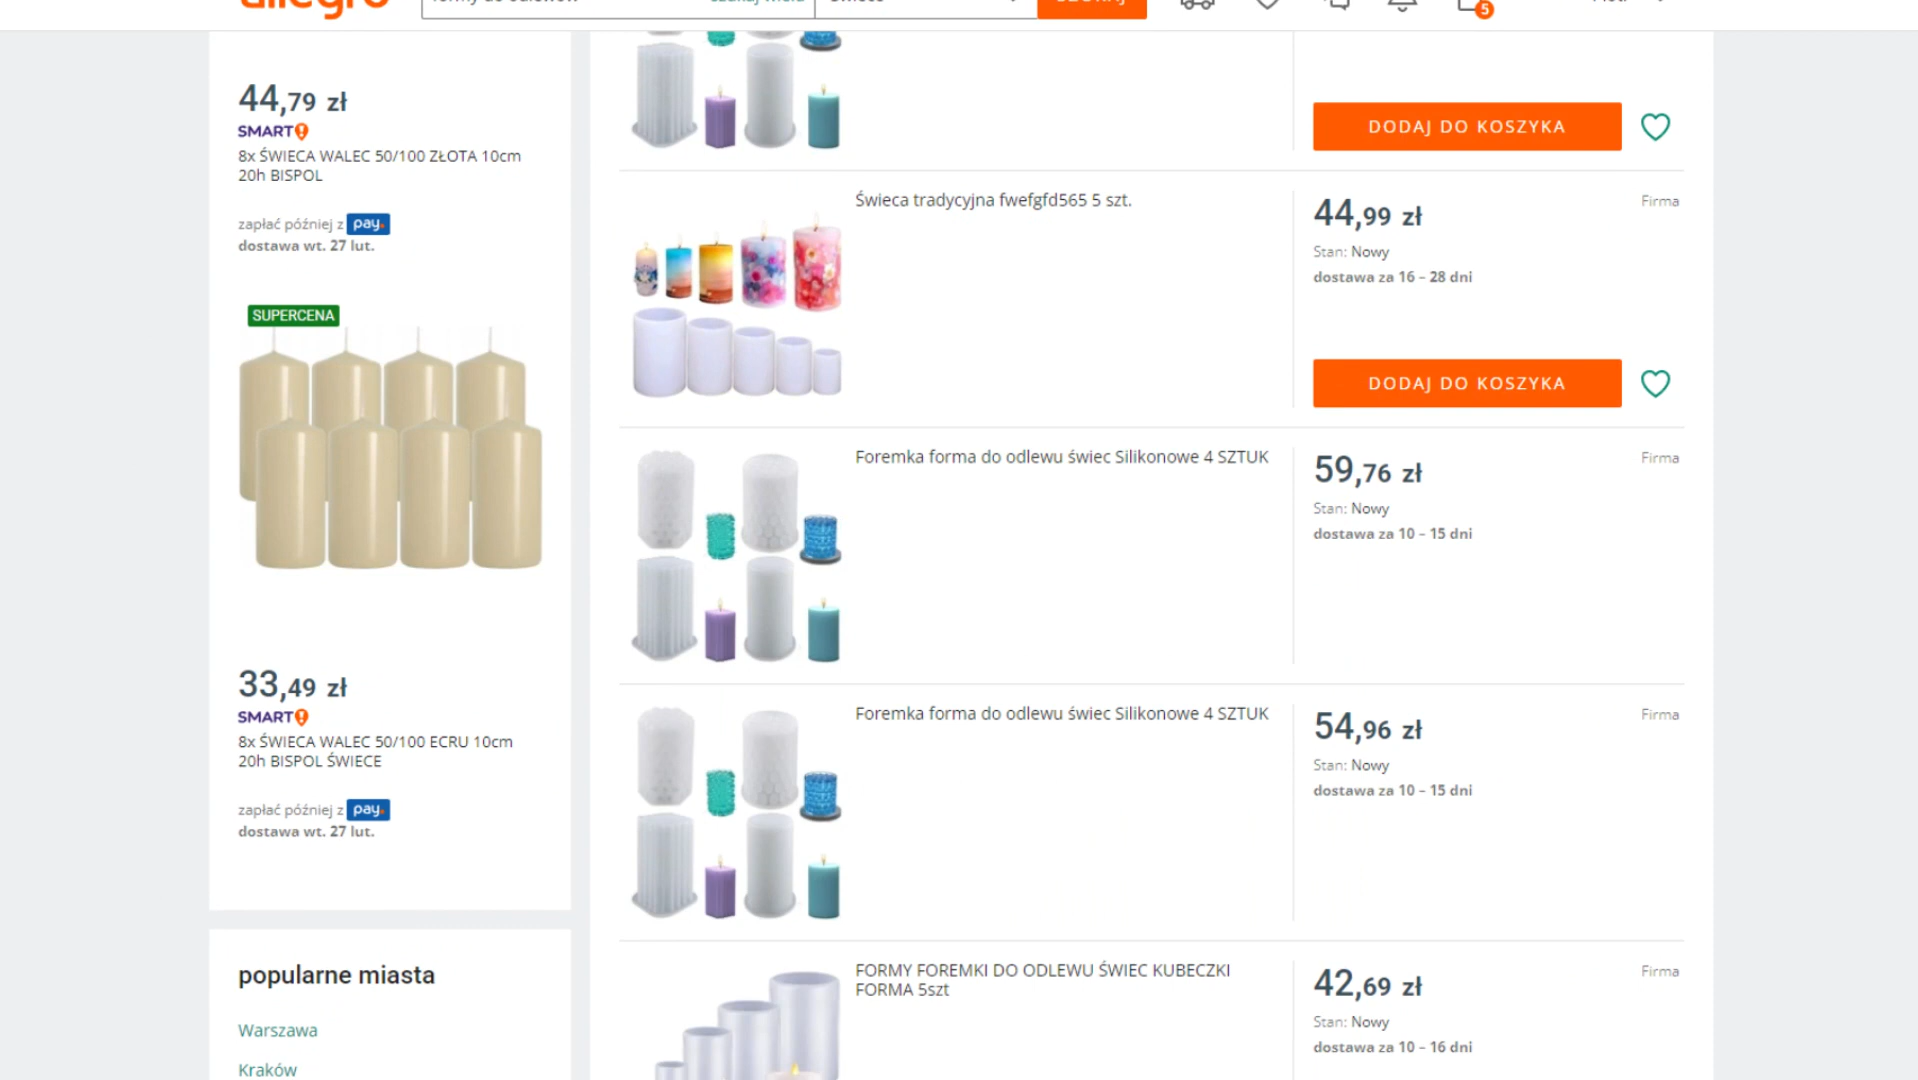 allegro
formy do odlewów
5
44,79 zł
SMART!
8x ŚWIECA WALEC 50/100 ZŁOTA 10cm
20h BISPOL
zapłać później z pay.
dostawa wt. 27 lut.
SUPERCENA
33,49 zł
SMART!
8x ŚWIECA WALEC 50/100 ECRU 10cm
20h BISPOL ŚWIECE
zapłać później z pay.
dostawa wt. 27 lut.
popularne miasta
Warszawa
Kraków
DODAJ DO KOSZYKA
Świeca tradycyjna fwefgfd565 5 szt.
44,99 zł
Firma
Stan: Nowy
dostawa za 16 – 28 dni
DODAJ DO KOSZYKA
Foremka forma do odlewu świec Silikonowe 4 SZTUK
59,76 zł
Firma
Stan: Nowy
dostawa za 10 – 15 dni
Foremka forma do odlewu świec Silikonowe 4 SZTUK
54,96 zł
Firma
Stan: Nowy
dostawa za 10 – 15 dni
FORMY FOREMKI DO ODLEWU ŚWIEC KUBECZKI
FORMA 5szt
42,69 zł
Firma
Stan: Nowy
dostawa za 10 – 16 dni